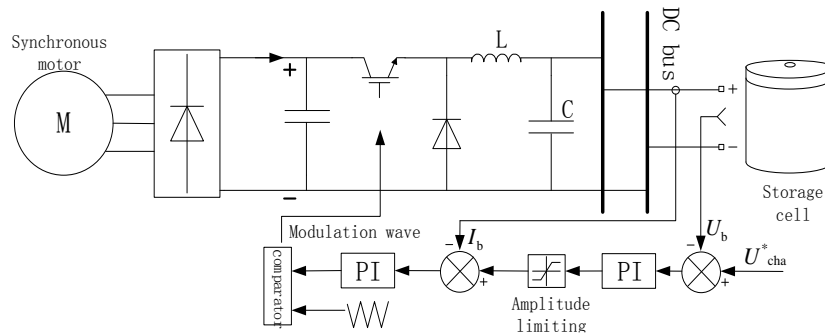 Synchronous
motor
M
+
−
L
C
DC bus
+
−
Storage
cell
Modulation wave
comparator
PI
−
I_b
+
Amplitude
limiting
PI
−
U_b
+
U*_cha